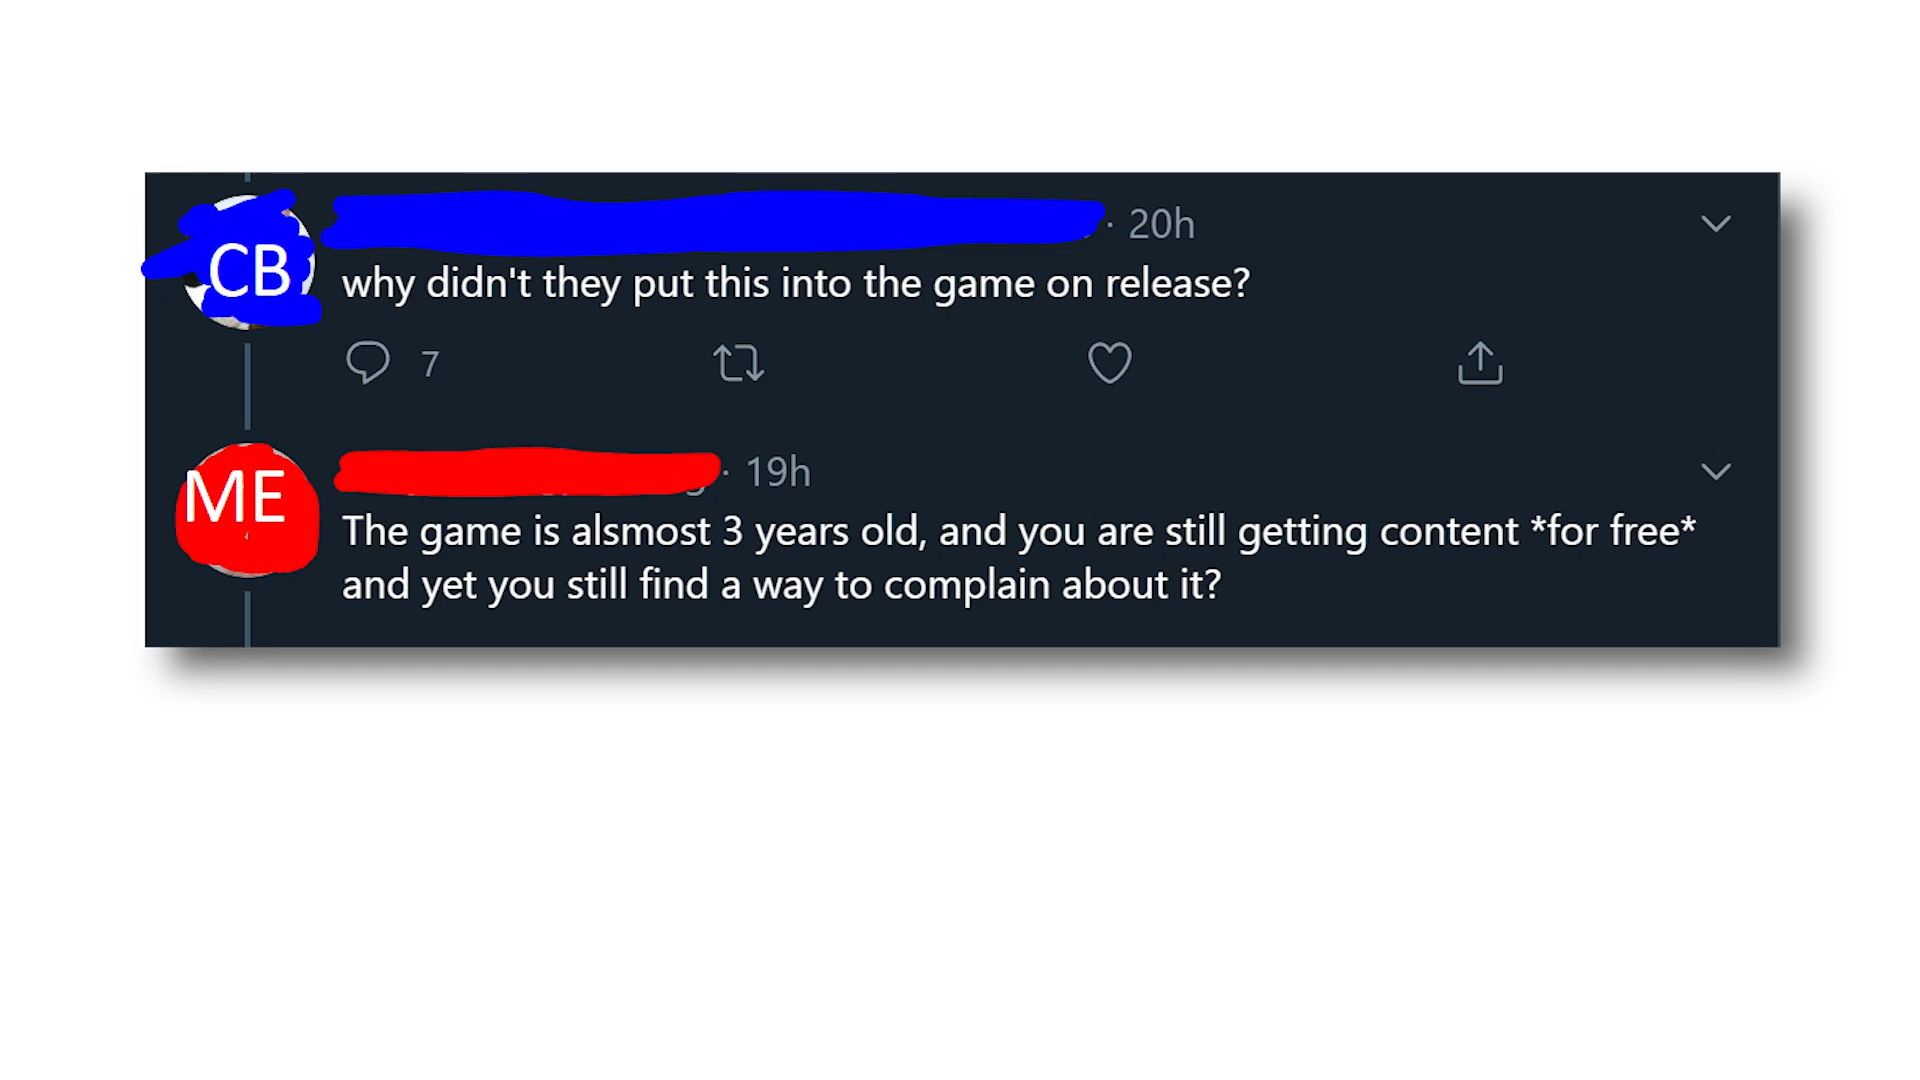 CB
· 20h
why didn't they put this into the game on release?
7
ME
· 19h
The game is alsmost 3 years old, and you are still getting content *for free*
and yet you still find a way to complain about it?